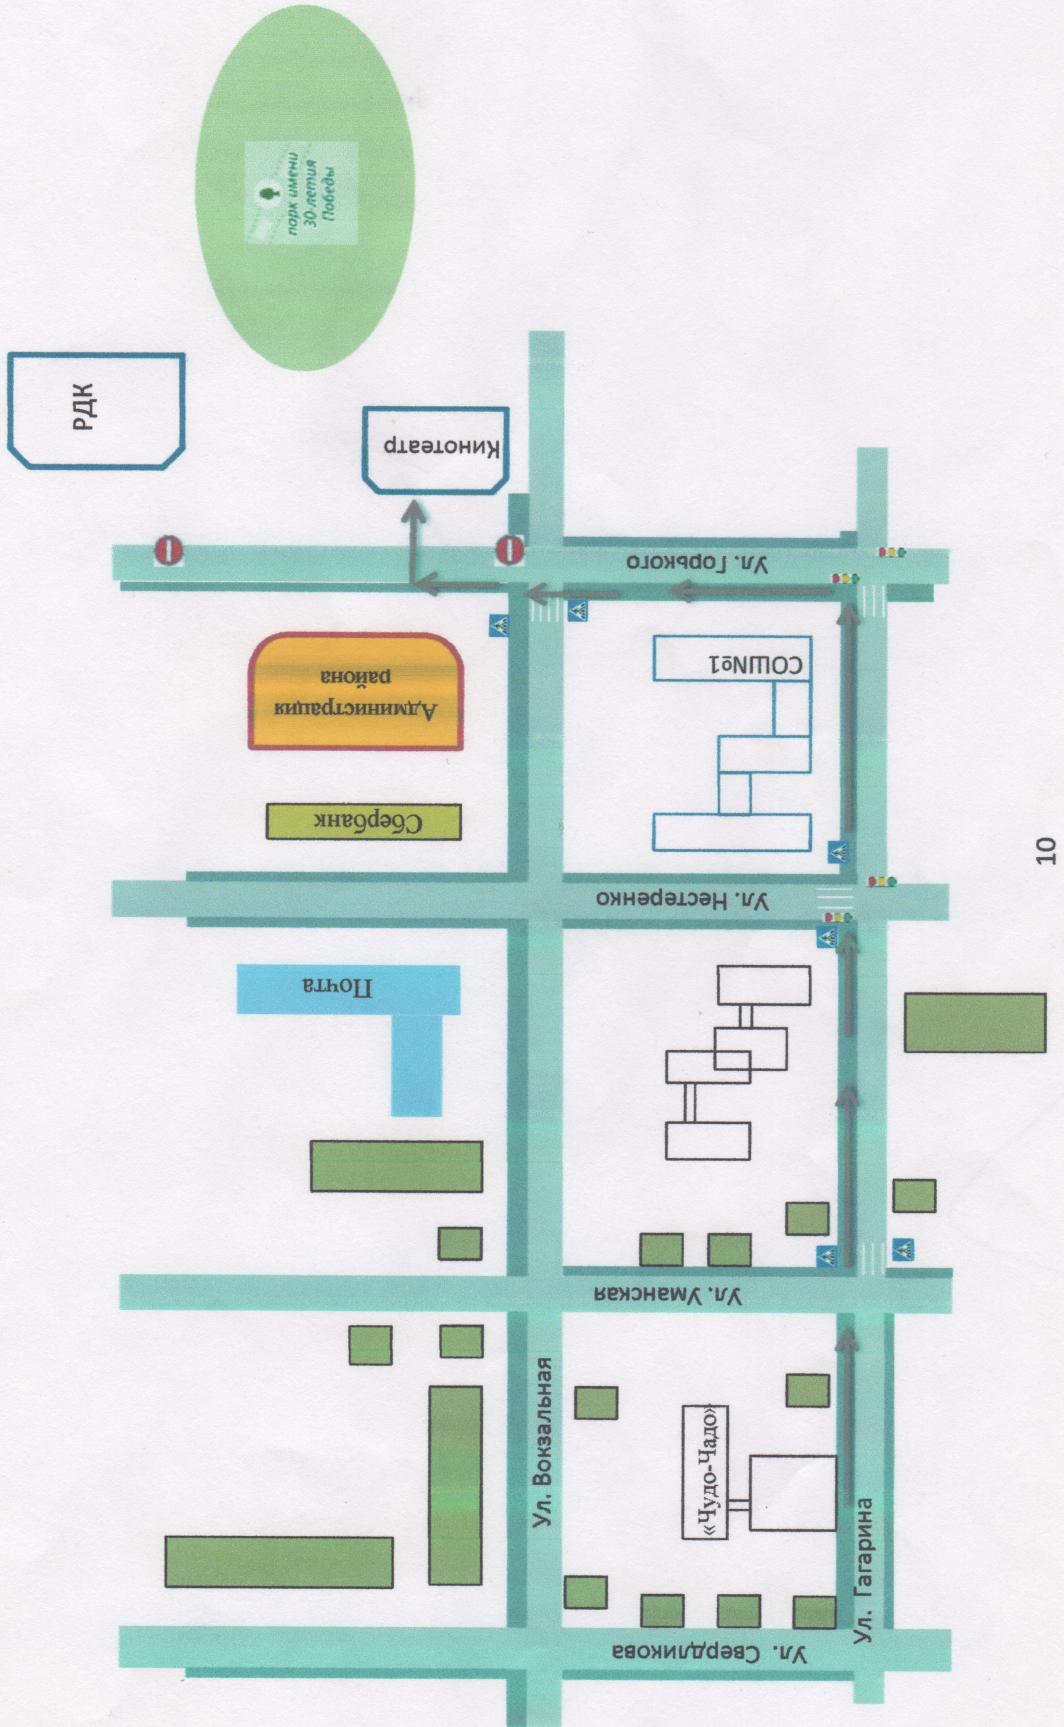 парк имени
30-летия
Победы
РДК
Кинотеатр
Ул. Горького
Администрация
района
СОШ№1
Сбербанк
Ул. Нестеренко
Почта
Ул. Уманская
Ул. Вокзальная
«Чудо-Чадо»
Ул. Гагарина
Ул. Свердликова
10